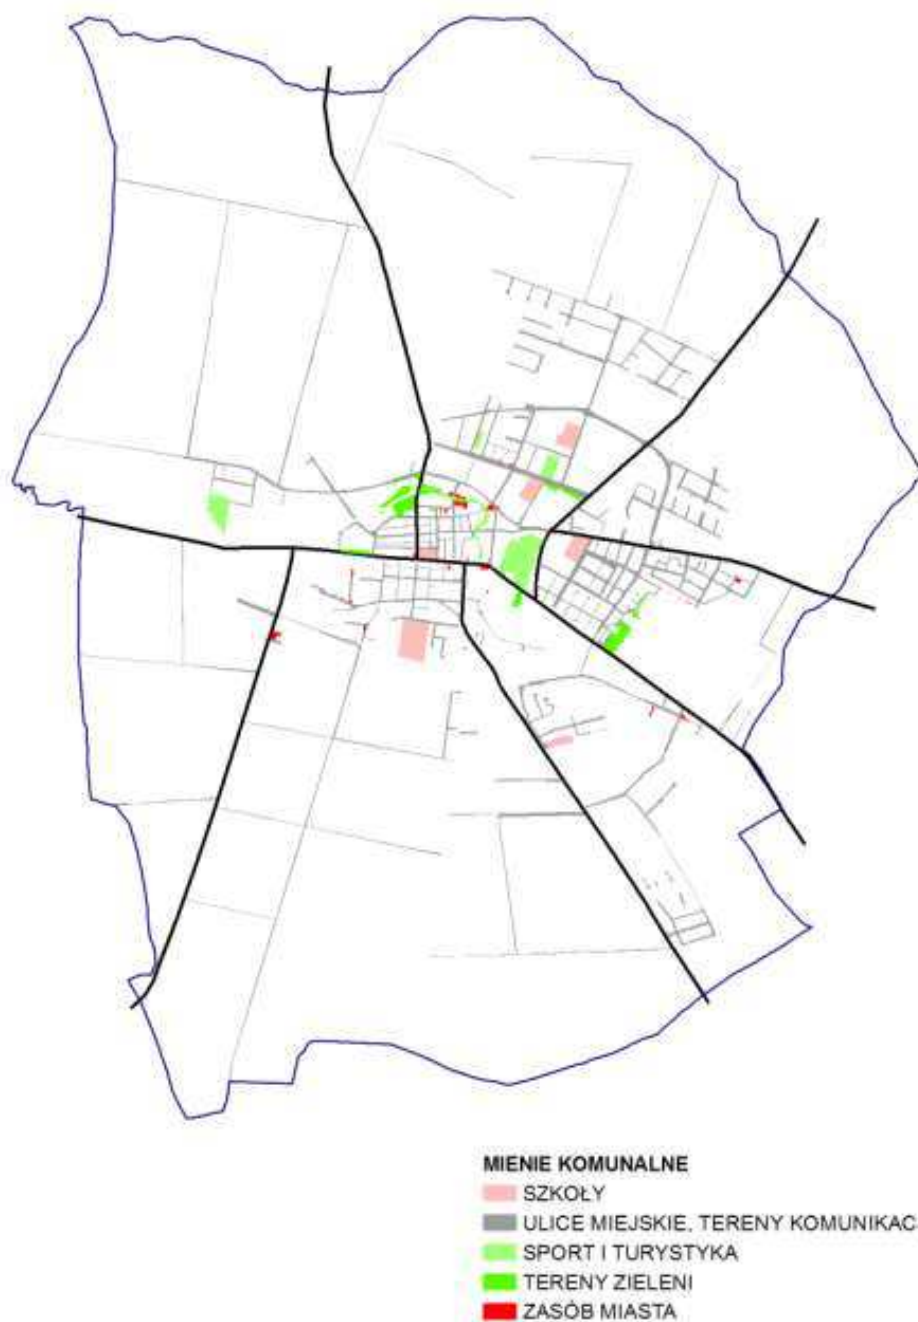 MIENIE KOMUNALNE
SZKOŁY
ULICE MIEJSKIE, TERENY KOMUNIKAC
SPORT I TURYSTYKA
TERENY ZIELENI
ZASÓB MIASTA